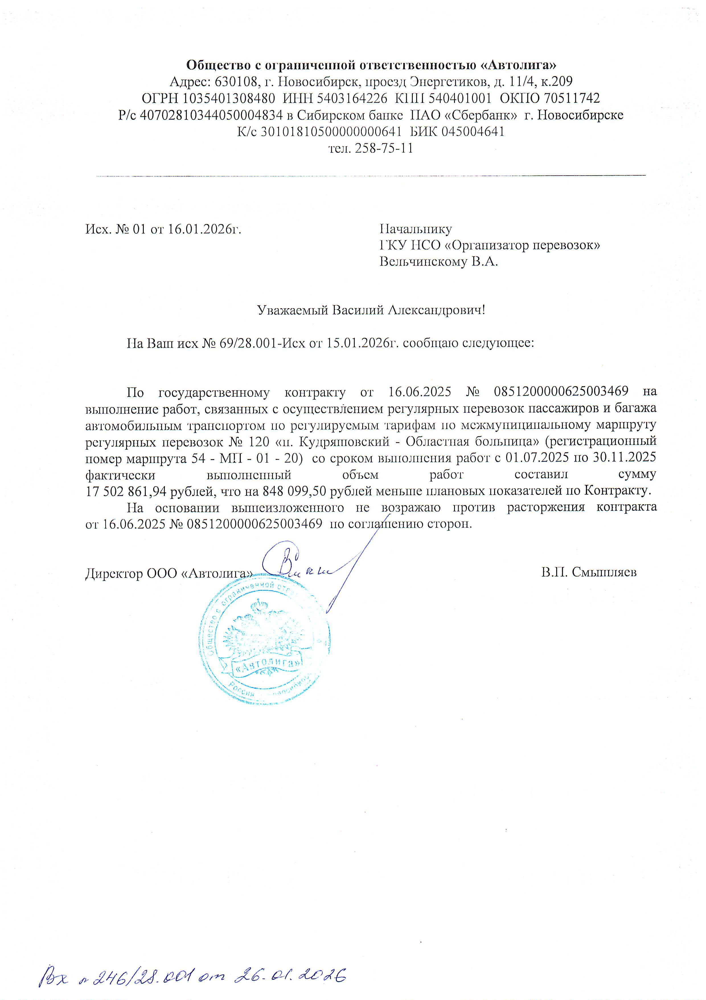 Общество с ограниченной ответственностью «Автолига»
Адрес: 630108, г. Новосибирск, проезд Энергетиков, д. 11/4, к.209
ОГРН 1035401308480 ИНН 5403164226 КПП 540401001 ОКПО 70511742
Р/с 40702810344050004834 в Сибирском банке ПАО «Сбербанк» г. Новосибирске
К/с 30101810500000000641 БИК 045004641
тел. 258-75-11
Исх. № 01 от 16.01.2026г.
Начальнику
ГКУ НСО «Организатор перевозок»
Вельчинскому В.А.
Уважаемый Василий Александрович!
На Ваш исх № 69/28.001-Исх от 15.01.2026г. сообщаю следующее:
По государственному контракту от 16.06.2025 № 0851200000625003469 на
выполнение работ, связанных с осуществлением регулярных перевозок пассажиров и багажа
автомобильным транспортом по регулируемым тарифам по межмуниципальному маршруту
регулярных перевозок № 120 «п. Кудряшовский - Областная больница» (регистрационный
номер маршрута 54 - МП - 01 - 20) со сроком выполнения работ с 01.07.2025 по 30.11.2025
фактически выполненный объем работ составил сумму
17 502 861,94 рублей, что на 848 099,50 рублей меньше плановых показателей по Контракту.
На основании вышеизложенного не возражаю против расторжения контракта
от 16.06.2025 № 0851200000625003469 по соглашению сторон.
Директор ООО «Автолига»
В.П. Смышляев
Общество с ограниченной
«Автолига»
Россия
Вх № 246/28.001 от 26.01.2026